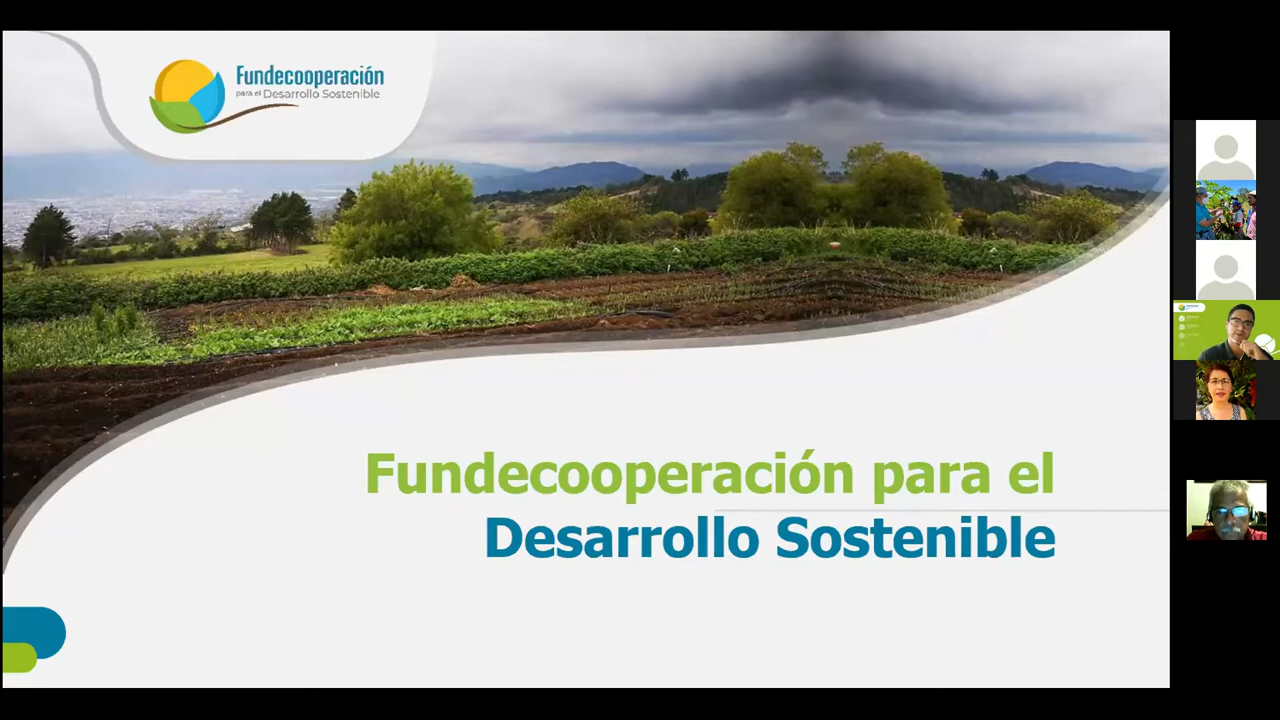 Fundecooperación
para el Desarrollo Sostenible
Fundecooperación para el
Desarrollo Sostenible